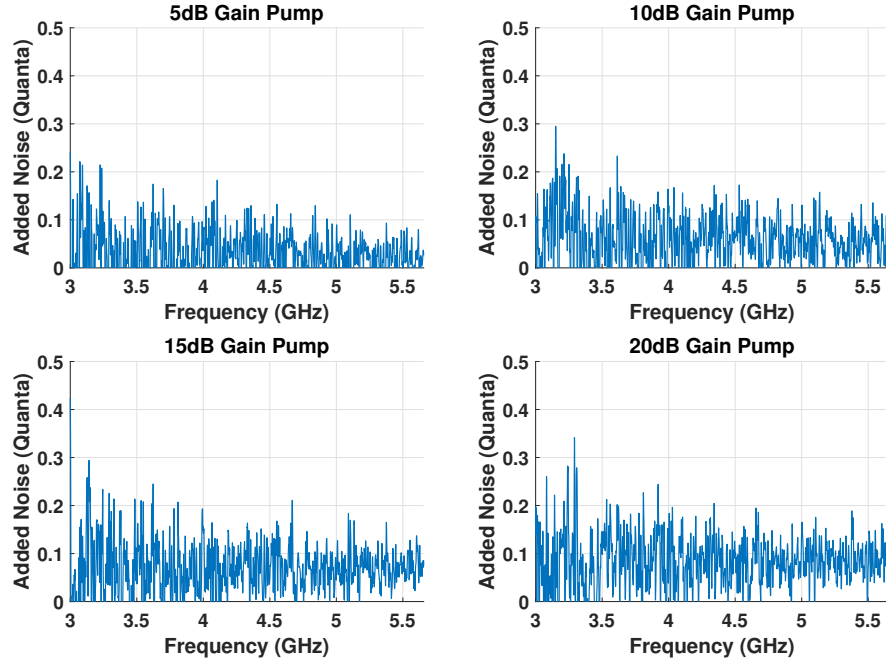 5dB Gain Pump
Added Noise (Quanta)
0.5
0.4
0.3
0.2
0.1
0
3 3.5 4 4.5 5 5.5
Frequency (GHz)
10dB Gain Pump
Added Noise (Quanta)
0.5
0.4
0.3
0.2
0.1
0
3 3.5 4 4.5 5 5.5
Frequency (GHz)
15dB Gain Pump
Added Noise (Quanta)
0.5
0.4
0.3
0.2
0.1
0
3 3.5 4 4.5 5 5.5
Frequency (GHz)
20dB Gain Pump
Added Noise (Quanta)
0.5
0.4
0.3
0.2
0.1
0
3 3.5 4 4.5 5 5.5
Frequency (GHz)